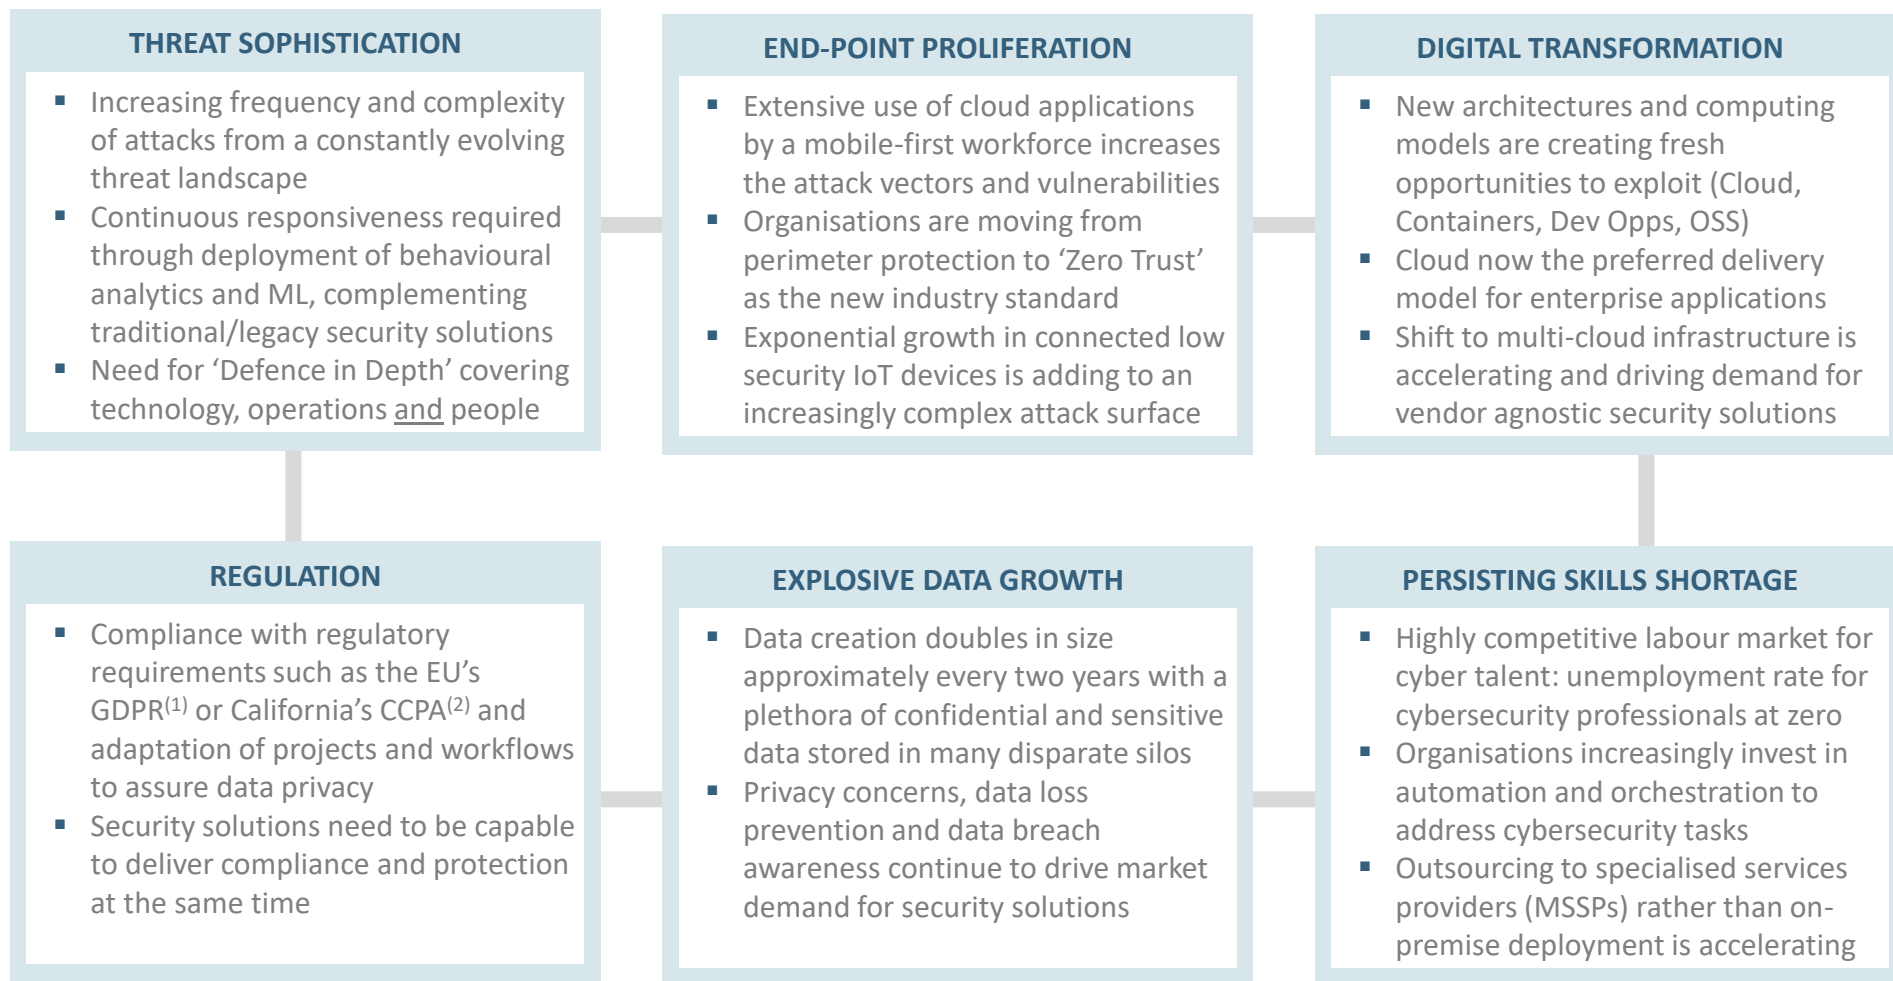 THREAT SOPHISTICATION
▪ Increasing frequency and complexity
of attacks from a constantly evolving
threat landscape
▪ Continuous responsiveness required
through deployment of behavioural
analytics and ML, complementing
traditional/legacy security solutions
▪ Need for ‘Defence in Depth’ covering
technology, operations and people
END-POINT PROLIFERATION
▪ Extensive use of cloud applications
by a mobile-first workforce increases
the attack vectors and vulnerabilities
▪ Organisations are moving from
perimeter protection to ‘Zero Trust’
as the new industry standard
▪ Exponential growth in connected low
security IoT devices is adding to an
increasingly complex attack surface
DIGITAL TRANSFORMATION
▪ New architectures and computing
models are creating fresh
opportunities to exploit (Cloud,
Containers, Dev Opps, OSS)
▪ Cloud now the preferred delivery
model for enterprise applications
▪ Shift to multi-cloud infrastructure is
accelerating and driving demand for
vendor agnostic security solutions
REGULATION
▪ Compliance with regulatory
requirements such as the EU’s
GDPR(1) or California’s CCPA(2) and
adaptation of projects and workflows
to assure data privacy
▪ Security solutions need to be capable
to deliver compliance and protection
at the same time
EXPLOSIVE DATA GROWTH
▪ Data creation doubles in size
approximately every two years with a
plethora of confidential and sensitive
data stored in many disparate silos
▪ Privacy concerns, data loss
prevention and data breach
awareness continue to drive market
demand for security solutions
PERSISTING SKILLS SHORTAGE
▪ Highly competitive labour market for
cyber talent: unemployment rate for
cybersecurity professionals at zero
▪ Organisations increasingly invest in
automation and orchestration to
address cybersecurity tasks
▪ Outsourcing to specialised services
providers (MSSPs) rather than on-
premise deployment is accelerating